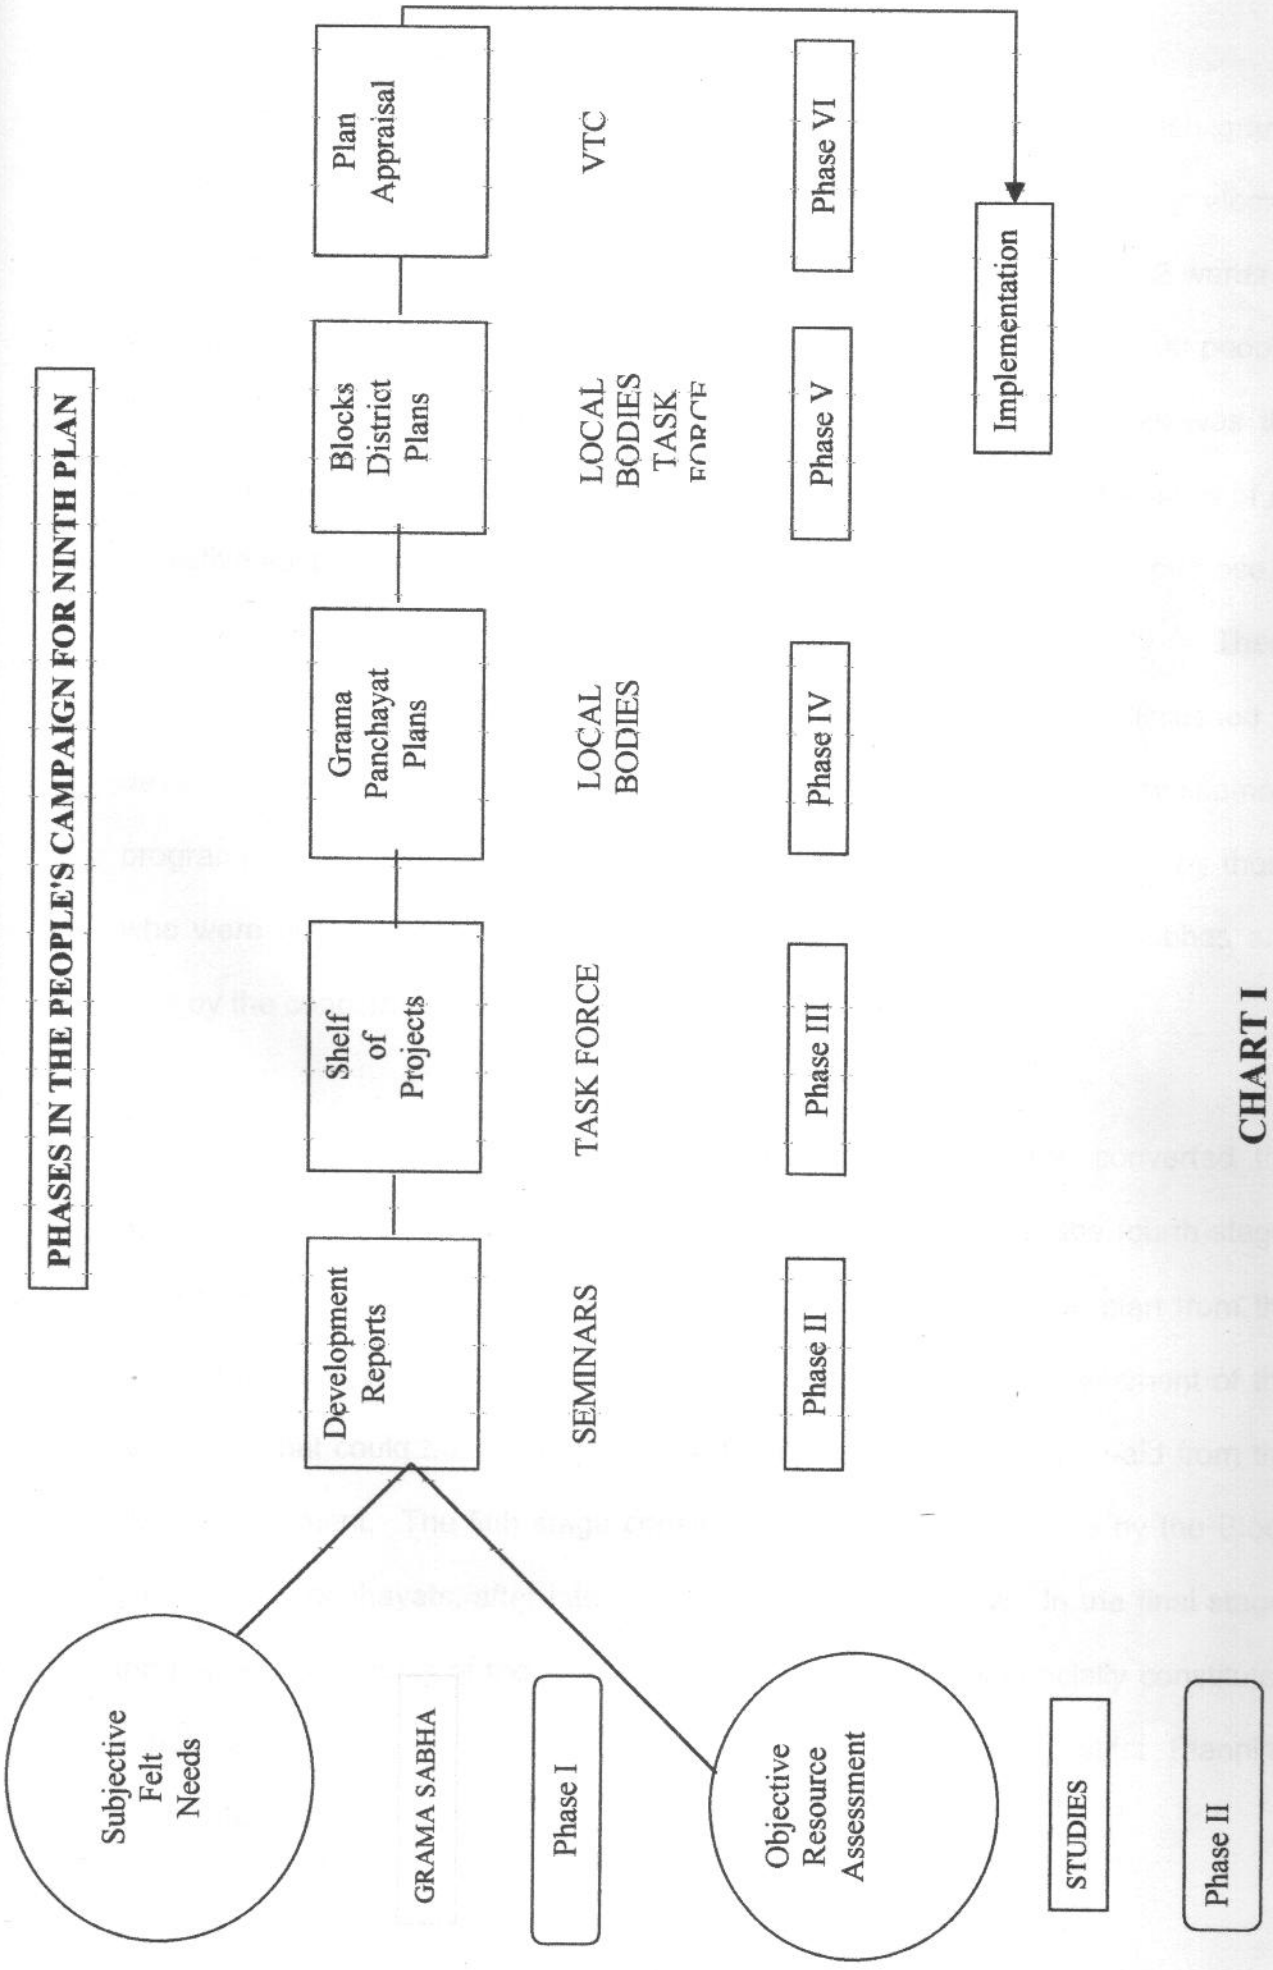 PHASES IN THE PEOPLE'S CAMPAIGN FOR NINTH PLAN
Subjective
Felt
Needs
GRAMA SABHA
Phase I
Objective
Resource
Assessment
STUDIES
Phase II
Development
Reports
SEMINARS
Phase II
Shelf
of
Projects
TASK FORCE
Phase III
Grama
Panchayat
Plans
LOCAL
BODIES
Phase IV
Blocks
District
Plans
LOCAL
BODIES
TASK
FORCE
Phase V
Plan
Appraisal
VTC
Phase VI
Implementation
CHART I